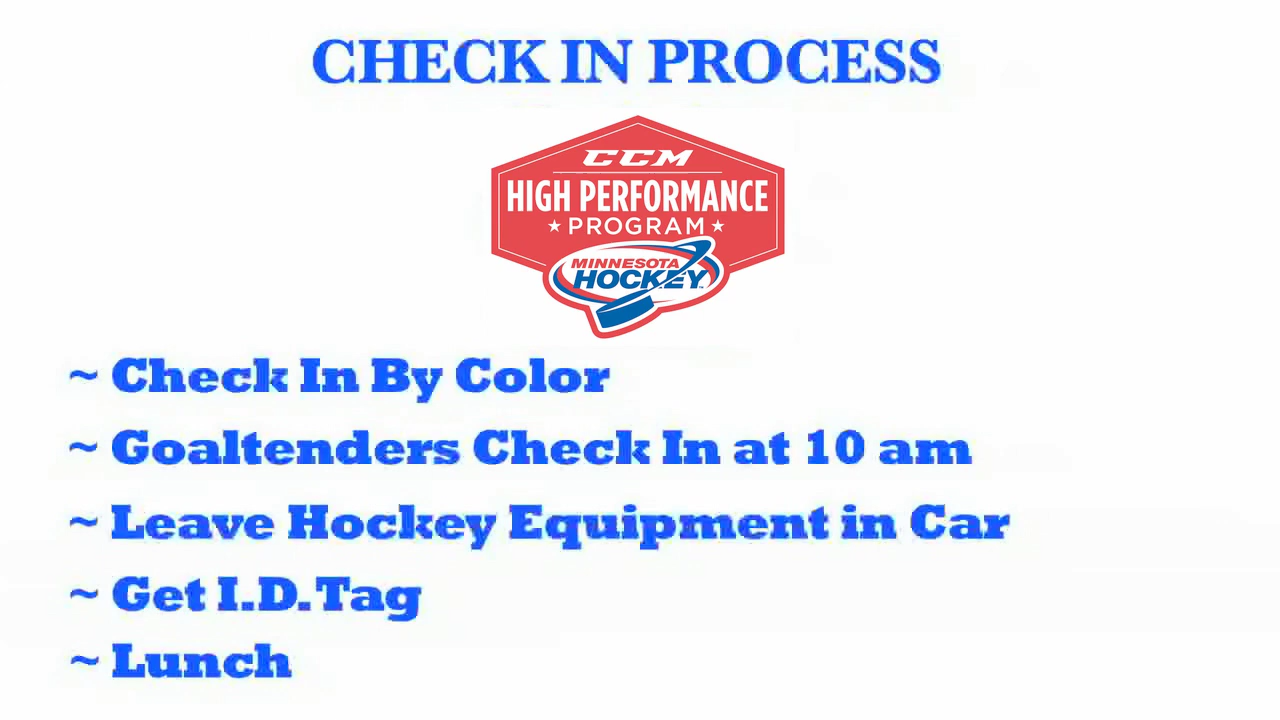 CHECK IN PROCESS
CCM
HIGH PERFORMANCE
★ PROGRAM ★
MINNESOTA
HOCKEY
~ Check In By Color
~ Goaltenders Check In at 10 am
~ Leave Hockey Equipment in Car
~ Get I.D.Tag
~ Lunch